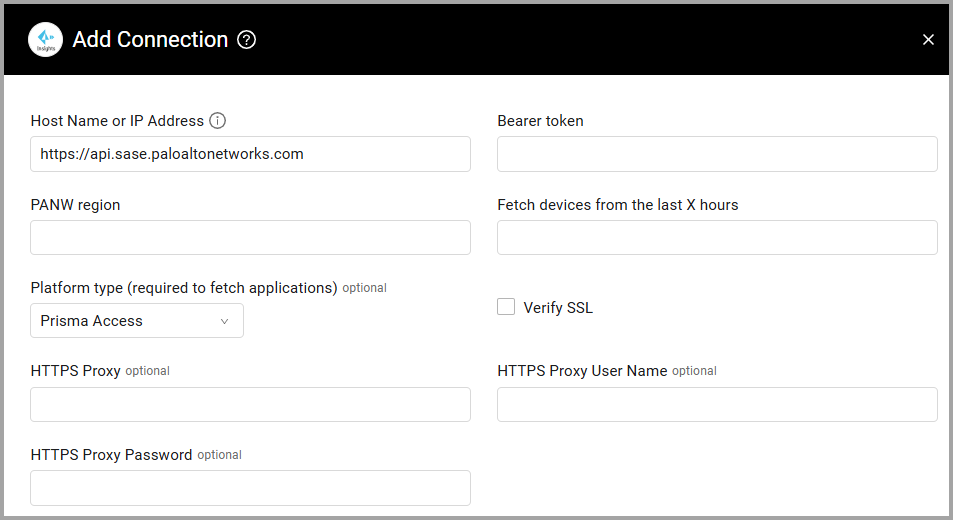 Insights
Add Connection ?
Host Name or IP Address i
Bearer token
https://api.sase.paloaltonetworks.com
PANW region
Fetch devices from the last X hours
Platform type (required to fetch applications) optional
Prisma Access
Verify SSL
HTTPS Proxy optional
HTTPS Proxy User Name optional
HTTPS Proxy Password optional